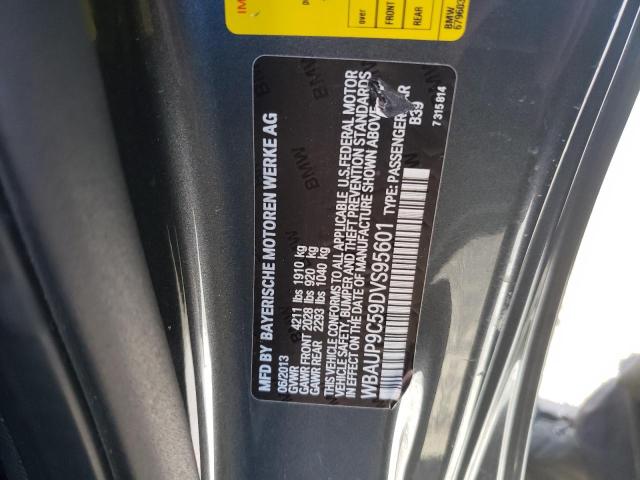 MFD BY BAYERISCHE MOTOREN WERKE AG
06/2013
GVWR 4211 lbs 1910 kg
GAWR FRONT 2028 lbs 920 kg
GAWR REAR 2293 lbs 1040 kg
THIS VEHICLE CONFORMS TO ALL APPLICABLE U.S. FEDERAL MOTOR
VEHICLE SAFETY, BUMPER AND THEFT PREVENTION STANDARDS
IN EFFECT ON THE DATE OF MANUFACTURE SHOWN ABOVE
WBAUP9C59DVS95601 TYPE: PASSENGER
B39
7315814
FRONT
REAR
BMW